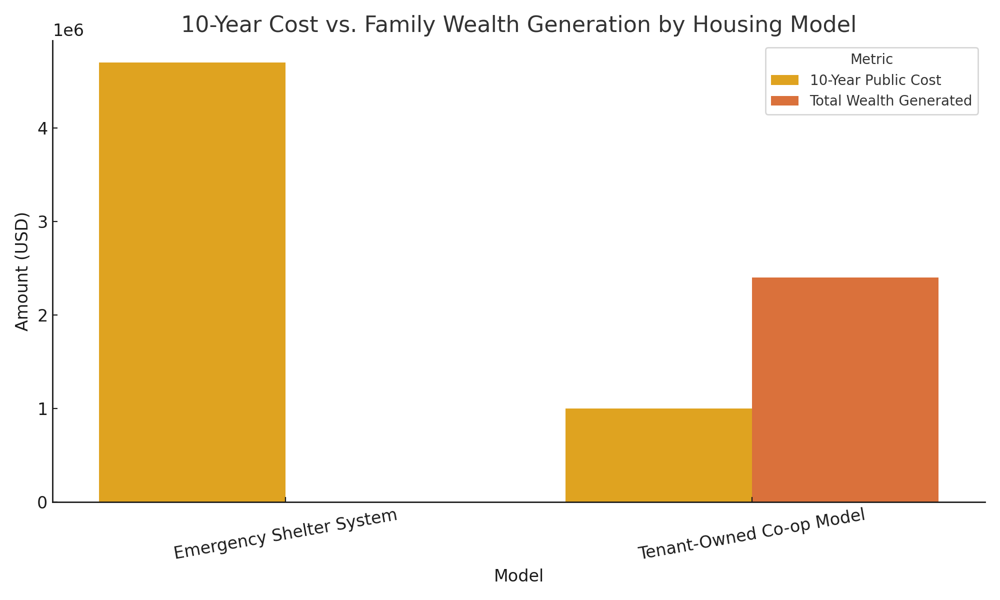 10-Year Cost vs. Family Wealth Generation by Housing Model
1e6
Metric
10-Year Public Cost
Total Wealth Generated
Amount (USD)
4
3
2
1
0
Emergency Shelter System
Tenant-Owned Co-op Model
Model